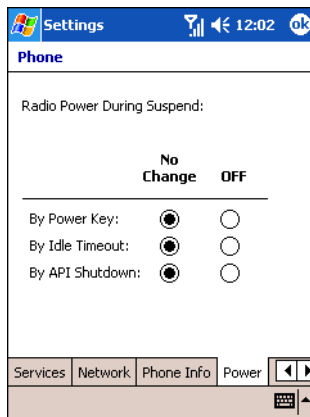 Settings 12:02 ok
Phone
Radio Power During Suspend:
No
Change OFF
By Power Key:
By Idle Timeout:
By API Shutdown:
Services Network Phone Info Power